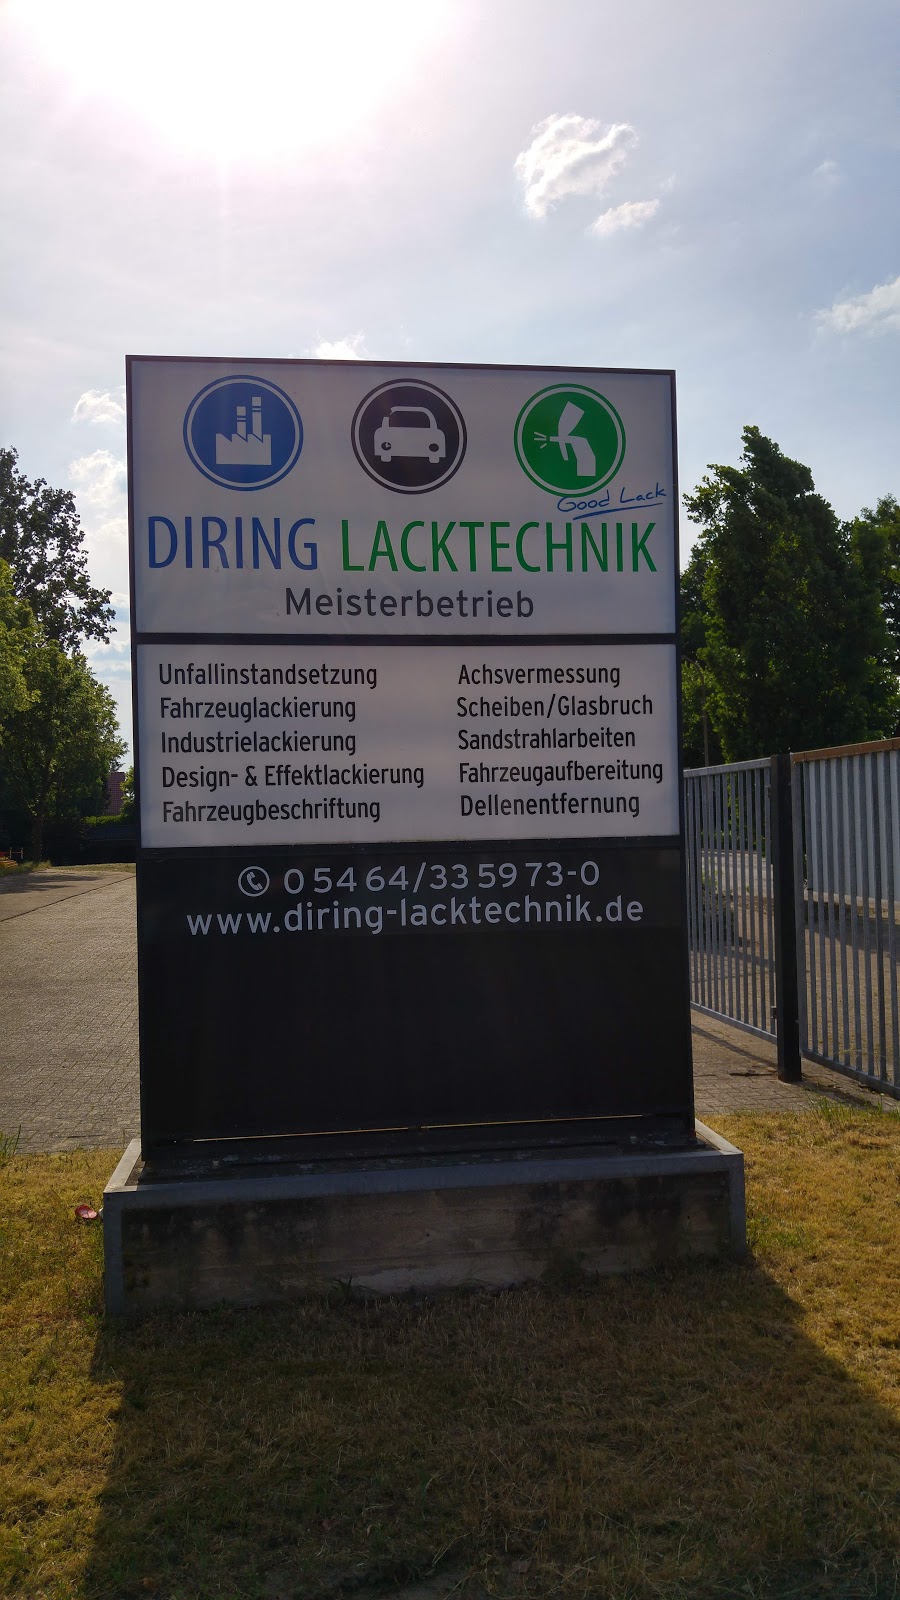 Good Lack
DIRING LACKTECHNIK
Meisterbetrieb
Unfallinstandsetzung
Fahrzeuglackierung
Industrielackierung
Design- & Effektlackierung
Fahrzeugbeschriftung
Achsvermessung
Scheiben/Glasbruch
Sandstrahlarbeiten
Fahrzeugaufbereitung
Dellenentfernung
0 54 64/33 59 73-0
www.diring-lacktechnik.de